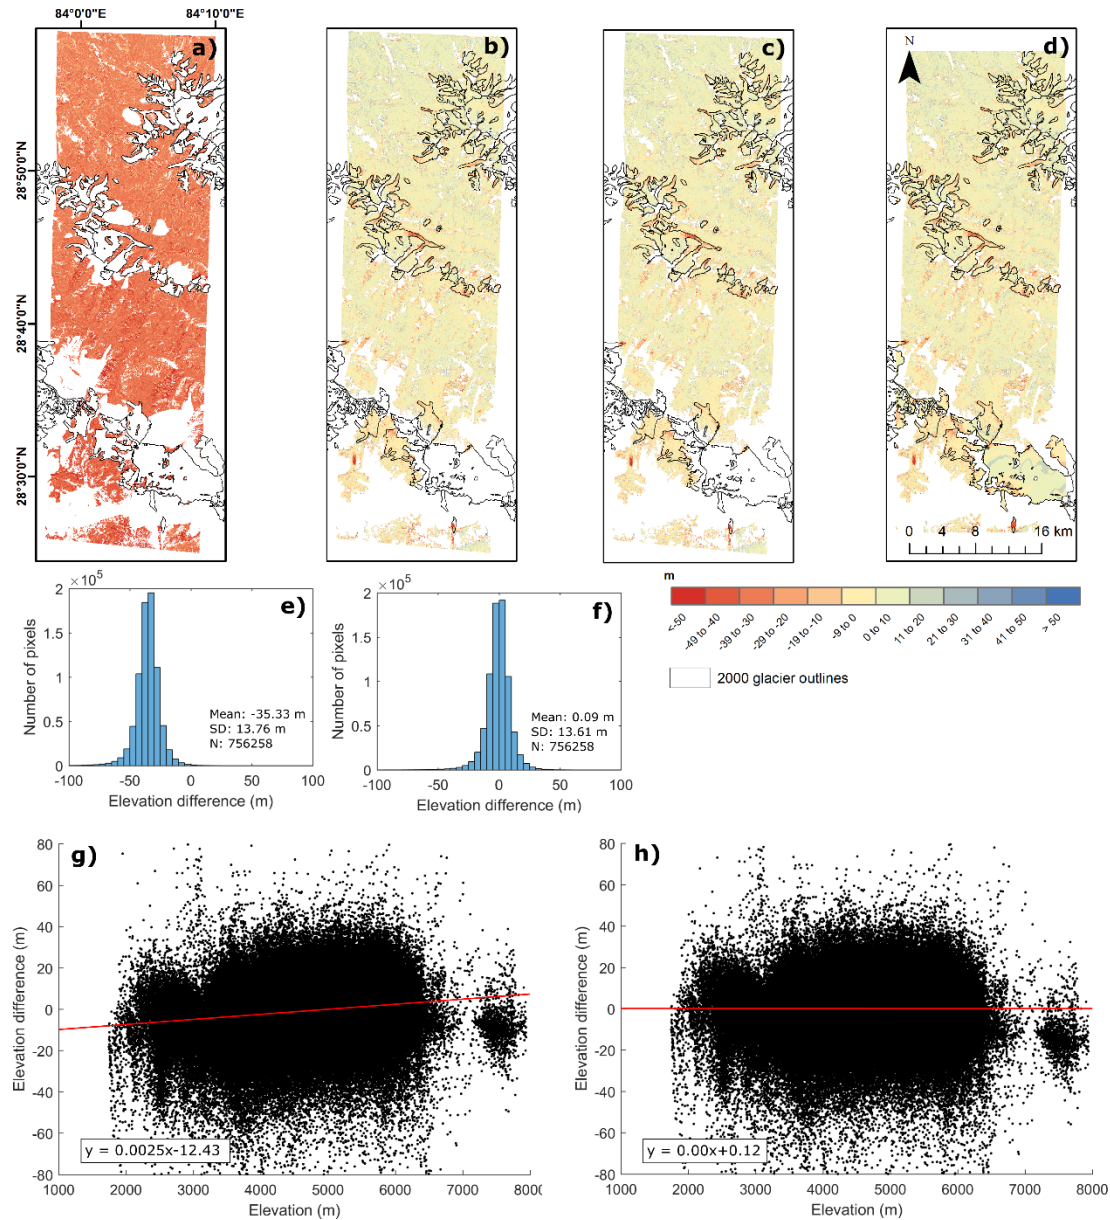 84°0'0"E 84°10'0"E
a) b) c) d)
N
28°50'0"N
28°40'0"N
28°30'0"N
0 4 8 16 km
×10⁵
e)
2
1.5
1
0.5
0
Number of pixels
Mean: -35.33 m
SD: 13.76 m
N: 756258
-100 -50 0 50 100
Elevation difference (m)
×10⁵
f)
2
1.5
1
0.5
0
Number of pixels
Mean: 0.09 m
SD: 13.61 m
N: 756258
-100 -50 0 50 100
Elevation difference (m)
m
<-50
-49 to -40
-39 to -30
-29 to -20
-19 to -10
-9 to 0
0 to 10
11 to 20
21 to 30
31 to 40
41 to 50
> 50
2000 glacier outlines
g)
80
60
40
20
0
-20
-40
-60
-80
Elevation difference (m)
y = 0.0025x-12.43
1000 2000 3000 4000 5000 6000 7000 8000
Elevation (m)
h)
80
60
40
20
0
-20
-40
-60
-80
Elevation difference (m)
y = 0.00x+0.12
1000 2000 3000 4000 5000 6000 7000 8000
Elevation (m)